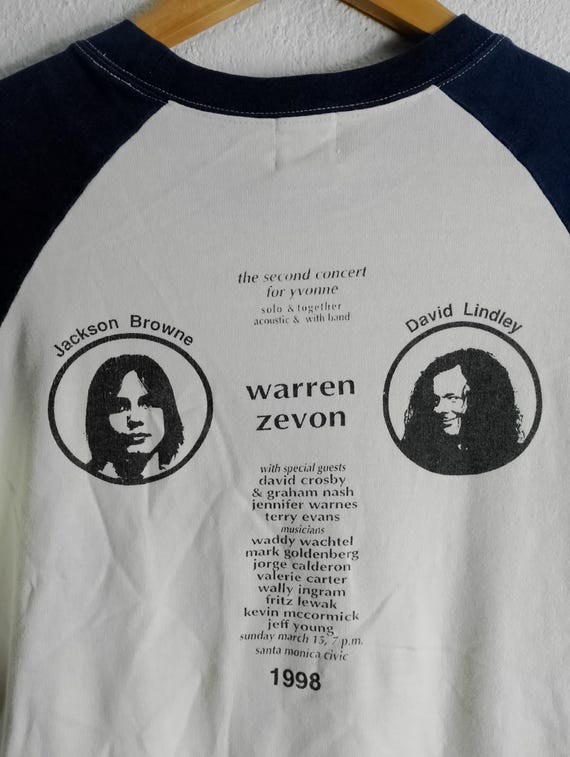 the second concert
for yvonne
solo & together
acoustic & with band
Jackson Browne
David Lindley
warren
zevon
with special guests
david crosby
& graham nash
jennifer warnes
terry evans
musicians
waddy wachtel
mark goldenberg
jorge calderon
valerie carter
wally ingram
fritz lewak
kevin mccormick
jeff young
sunday march 15, 7 p.m.
santa monica civic
1998